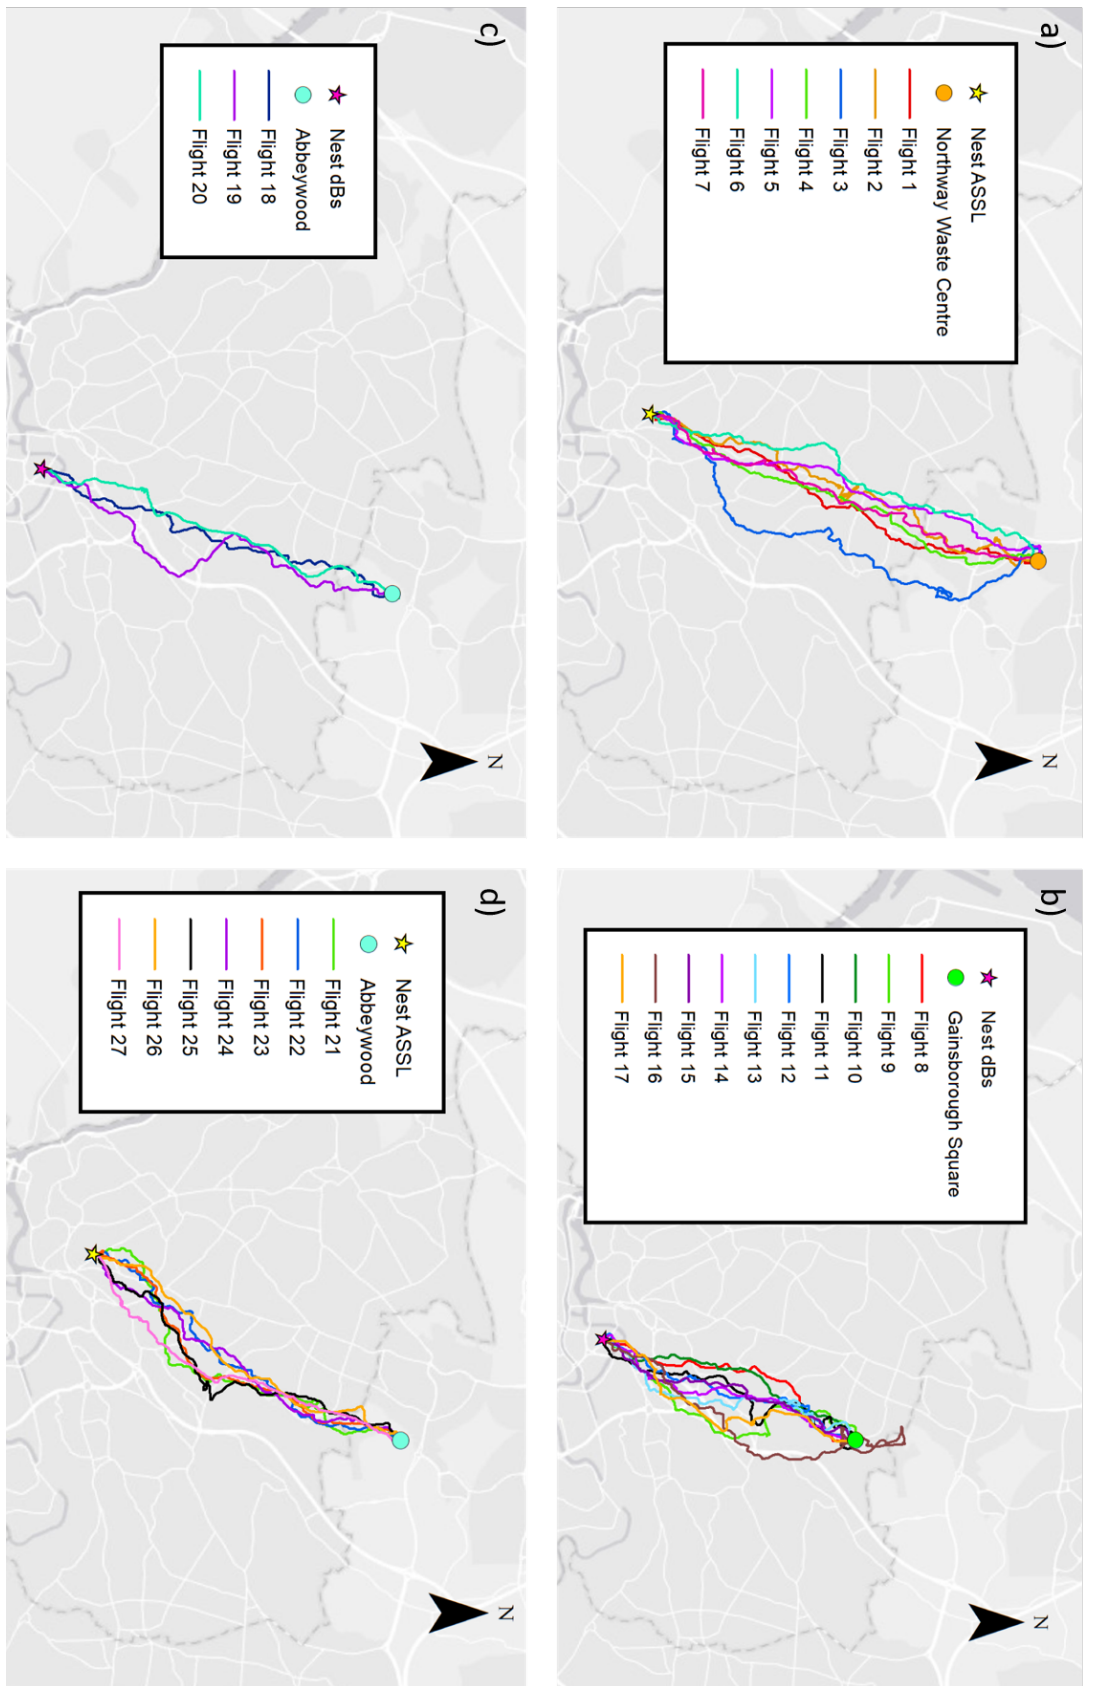 a)
Nest ASSL
Northway Waste Centre
Flight 1
Flight 2
Flight 3
Flight 4
Flight 5
Flight 6
Flight 7
N
b)
Nest dBs
Gainsborough Square
Flight 8
Flight 9
Flight 10
Flight 11
Flight 12
Flight 13
Flight 14
Flight 15
Flight 16
Flight 17
N
c)
Nest dBs
Abbeywood
Flight 18
Flight 19
Flight 20
N
d)
Nest ASSL
Abbeywood
Flight 21
Flight 22
Flight 23
Flight 24
Flight 25
Flight 26
Flight 27
N